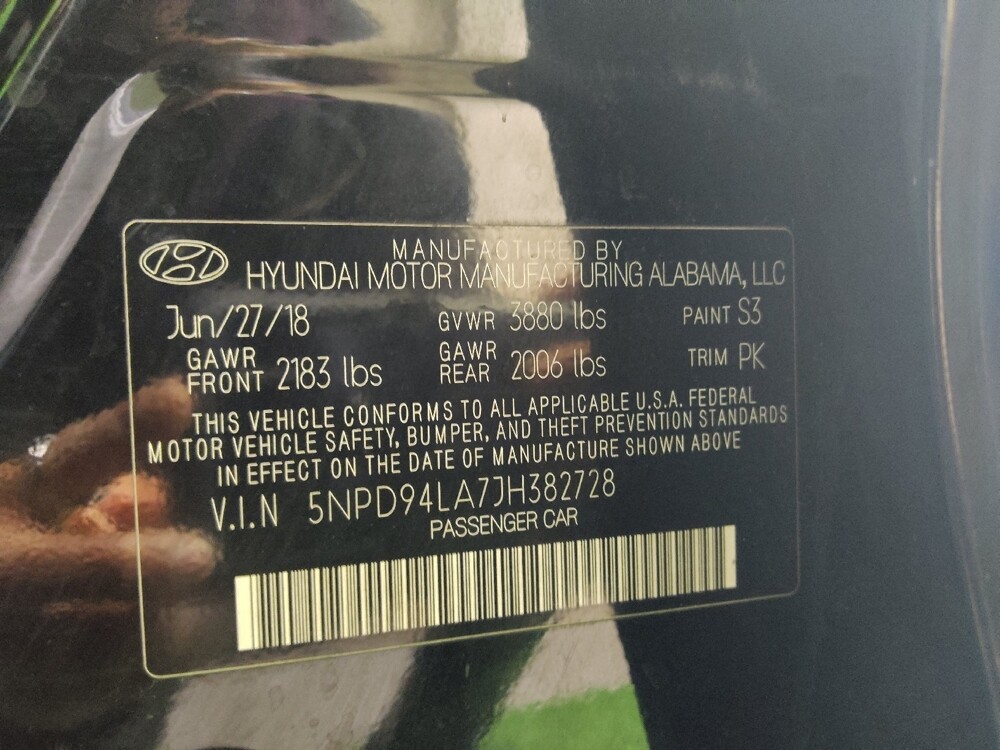 MANUFACTURED BY
HYUNDAI MOTOR MANUFACTURING ALABAMA, LLC
Jun/27/18 GVWR 3880 lbs PAINT S3
GAWR FRONT 2183 lbs GAWR REAR 2006 lbs TRIM PK
THIS VEHICLE CONFORMS TO ALL APPLICABLE U.S.A. FEDERAL
MOTOR VEHICLE SAFETY, BUMPER, AND THEFT PREVENTION STANDARDS
IN EFFECT ON THE DATE OF MANUFACTURE SHOWN ABOVE
V.I.N 5NPD94LA7JH382728
PASSENGER CAR